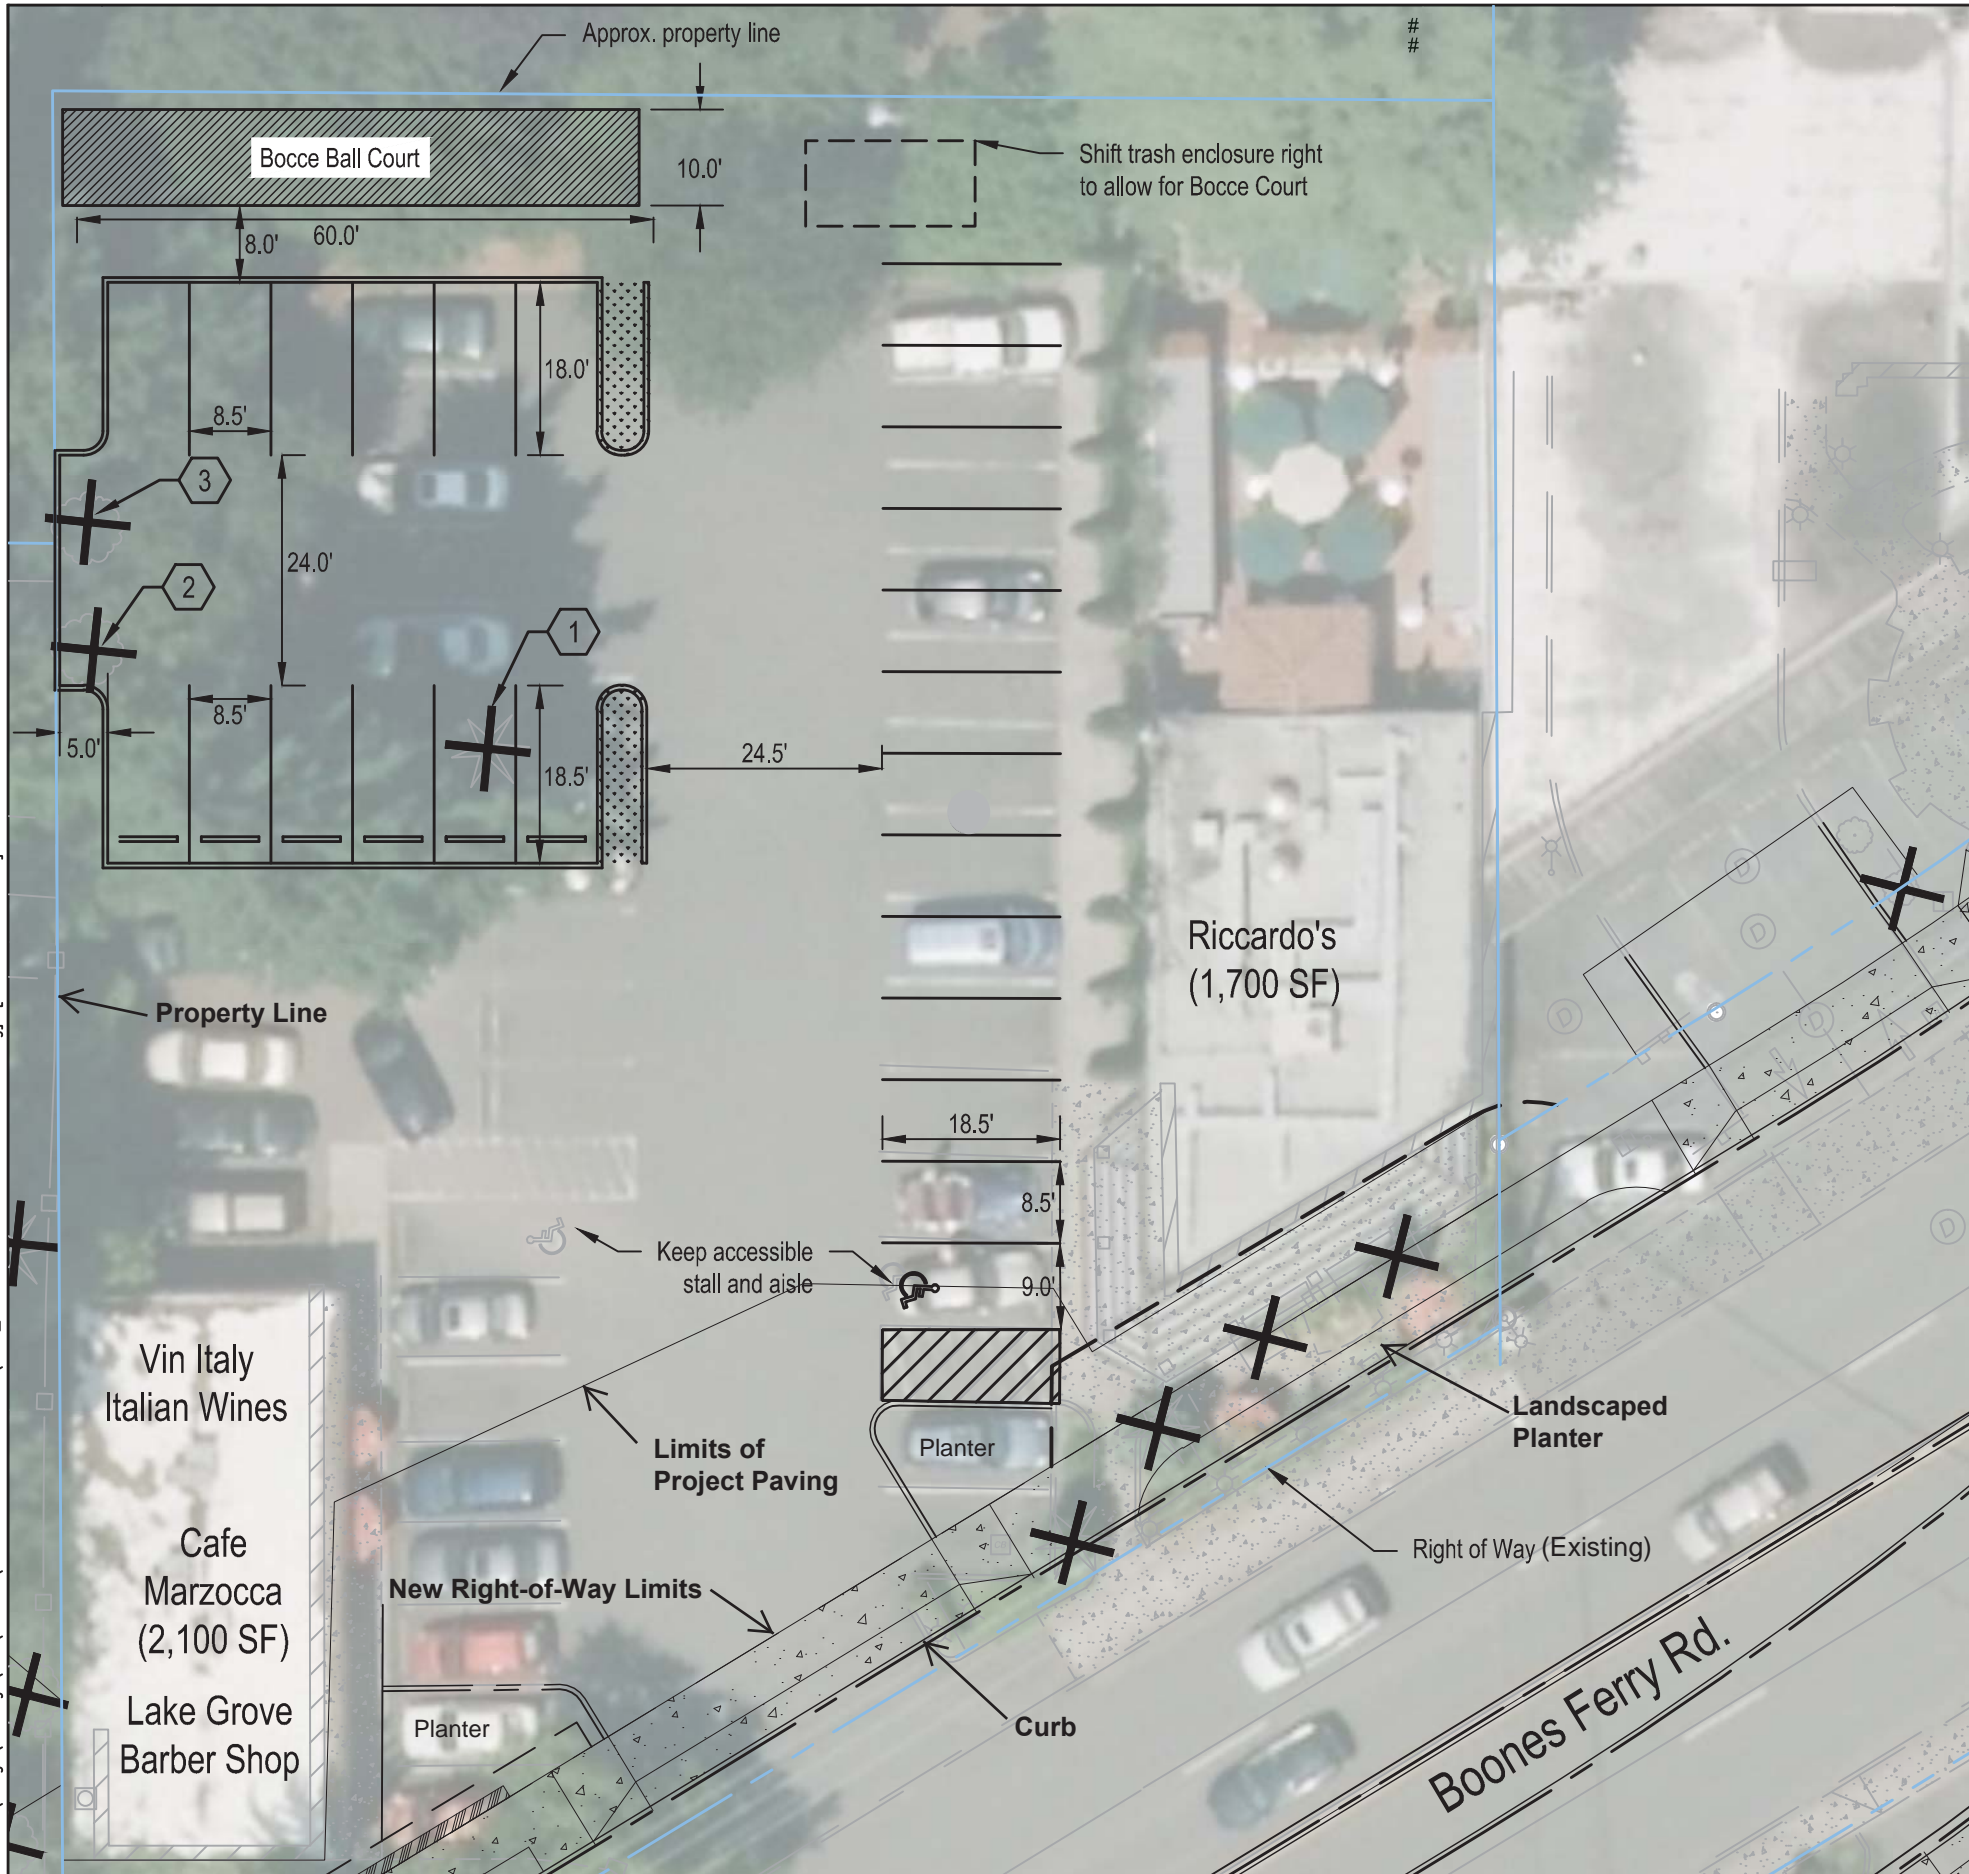 Approx. property line
#
#
Bocce Ball Court
10.0'
Shift trash enclosure right
to allow for Bocce Court
8.0'
60.0'
18.0'
8.5'
3
24.0'
2
1
8.5'
5.0'
18.5'
24.5'
Riccardo's
(1,700 SF)
D
D
D
D
Property Line
18.5'
8.5'
D
Keep accessible
stall and aisle
9.0'
Vin Italy
Italian Wines
Limits of
Project Paving
Planter
Landscaped
Planter
Cafe
Marzocca
(2,100 SF)
New Right-of-Way Limits
Right of Way (Existing)
Lake Grove
Barber Shop
Planter
Curb
Boones Ferry Rd.